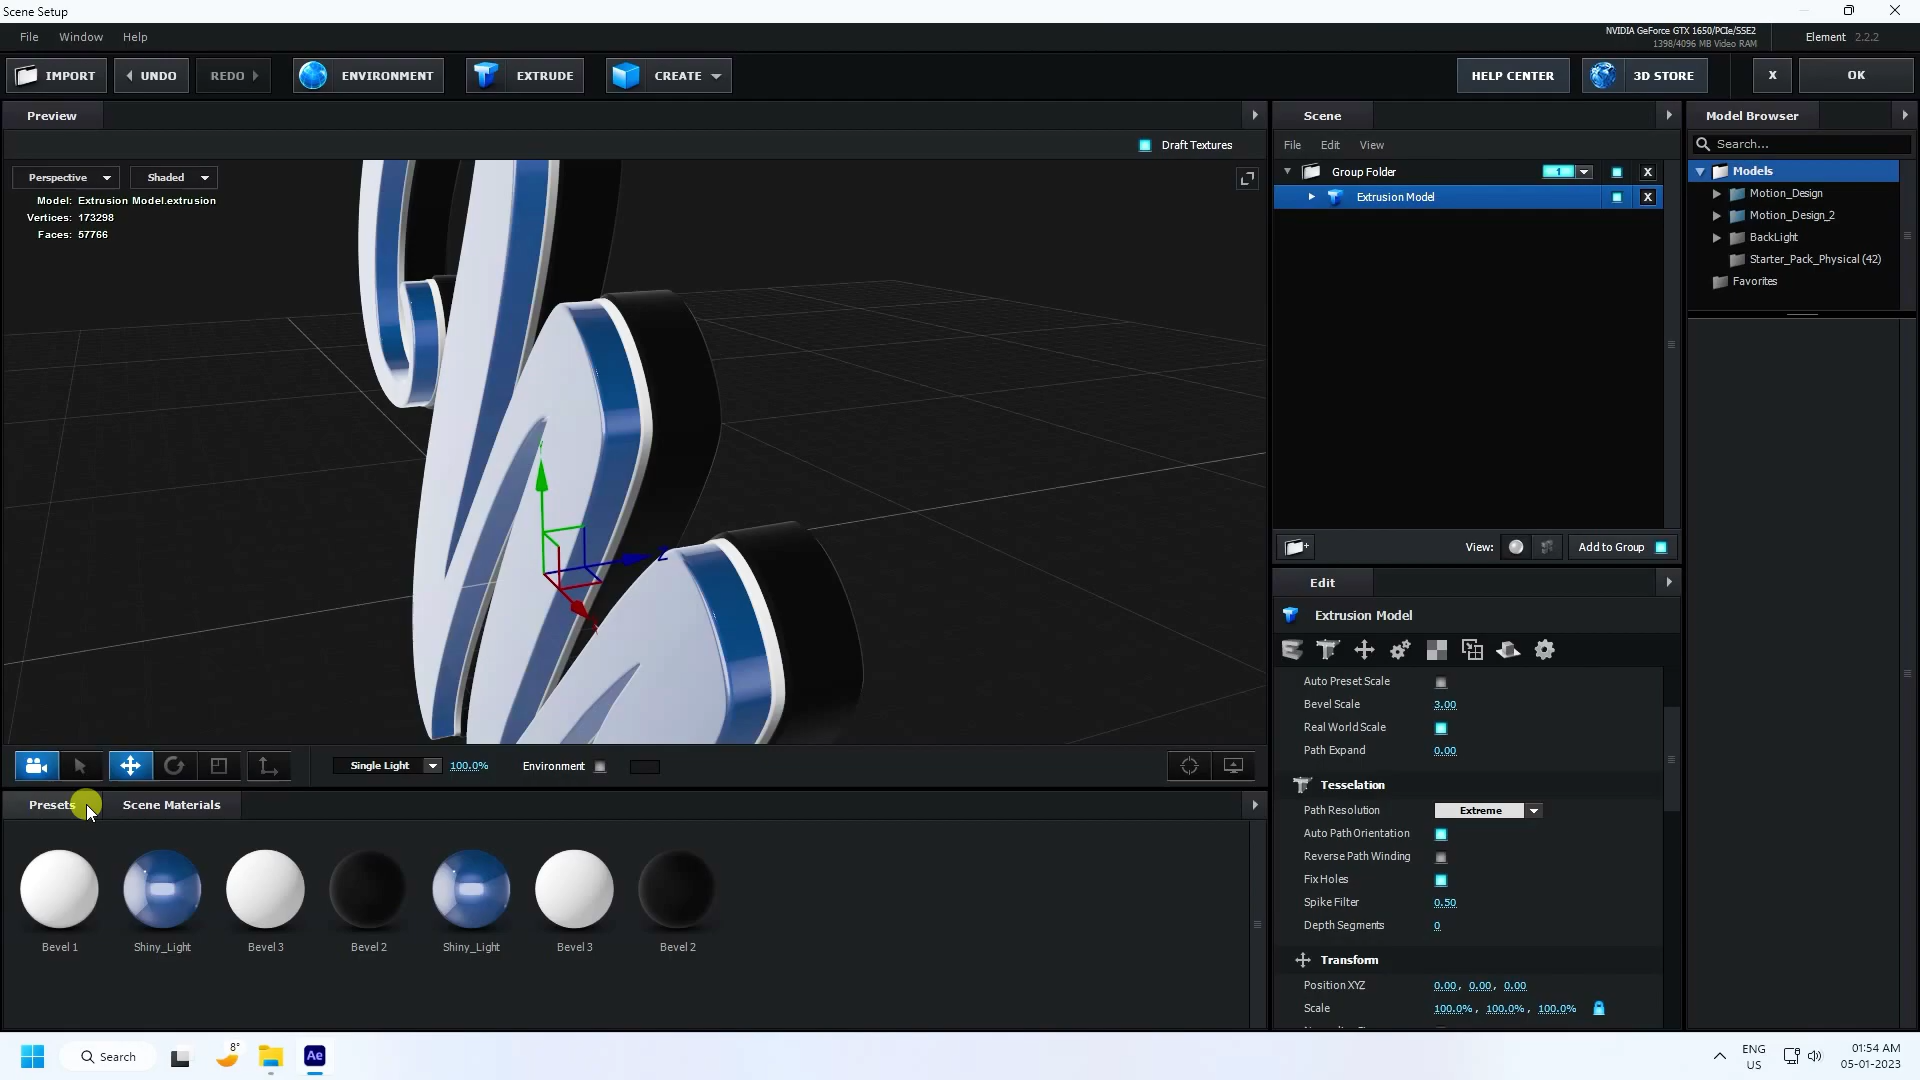 Scene Setup
File Window Help
NVIDIA GeForce GTX 1650/PCIe/SSE2
1398/4096 MB Video RAM
Element 2.2.2
IMPORT UNDO REDO ENVIRONMENT EXTRUDE CREATE HELP CENTER 3D STORE X OK
Preview
Draft Textures
Perspective Shaded
Model: Extrusion Model.extrusion
Vertices: 173298
Faces: 57766
Z
Single Light 100.0% Environment
Presets Scene Materials
Bevel 1 Shiny_Light Bevel 3 Bevel 2 Shiny_Light Bevel 3 Bevel 2
Scene
File Edit View
Group Folder 1 X
Extrusion Model X
View: Add to Group
Edit
Extrusion Model
Auto Preset Scale
Bevel Scale 3.00
Real World Scale
Path Expand 0.00
Tesselation
Path Resolution Extreme
Auto Path Orientation
Reverse Path Winding
Fix Holes
Spike Filter 0.50
Depth Segments 0
Transform
Position XYZ 0.00, 0.00, 0.00
Scale 100.0%, 100.0%, 100.0%
Model Browser
Search...
Models
Motion_Design
Motion_Design_2
BackLight
Starter_Pack_Physical (42)
Favorites
Search
8°
Ae
ENG
US
01:54 AM
05-01-2023